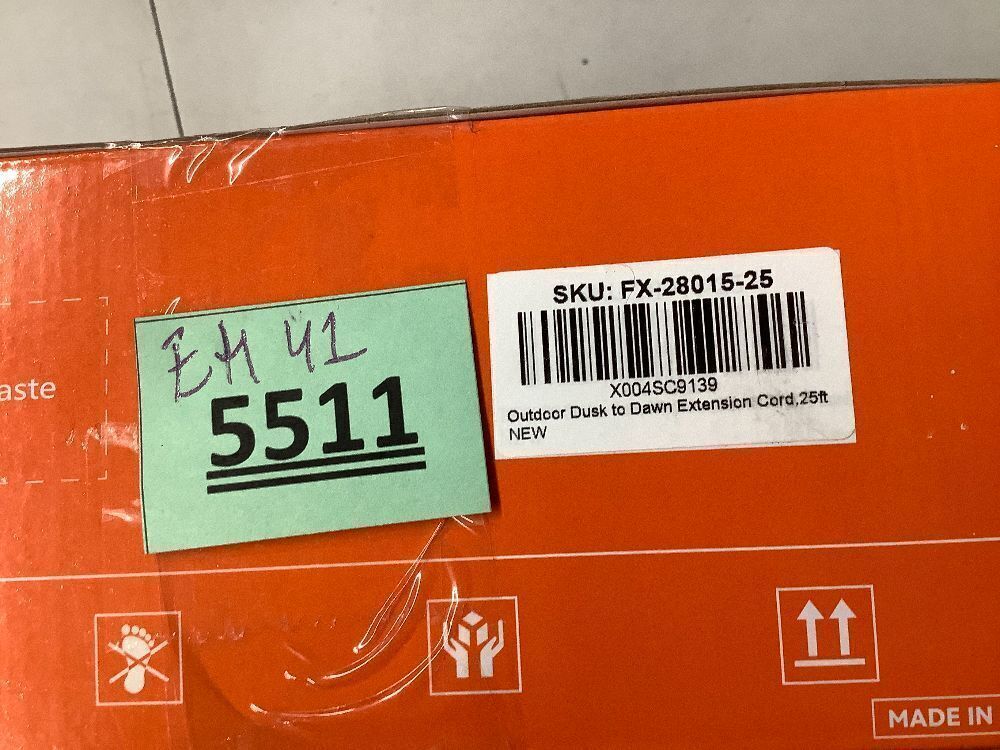 aste
EH 41
5511
SKU: FX-28015-25
X004SC9139
Outdoor Dusk to Dawn Extension Cord,25ft
NEW
MADE IN